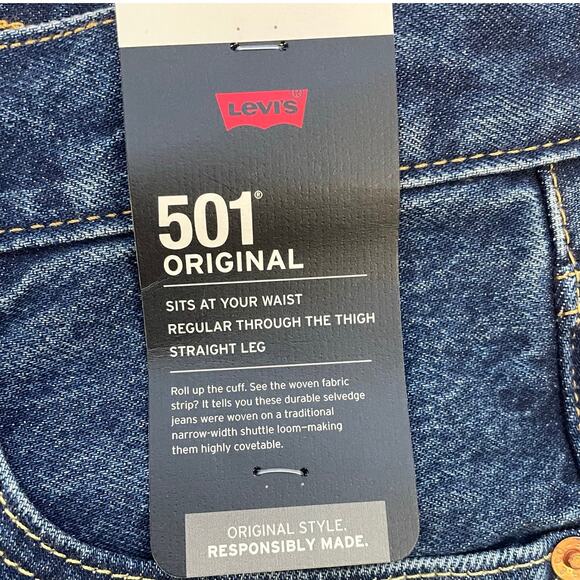 LEVI'S®
501®
ORIGINAL
SITS AT YOUR WAIST
REGULAR THROUGH THE THIGH
STRAIGHT LEG
Roll up the cuff. See the woven fabric
strip? It tells you these durable selvedge
jeans were woven on a traditional
narrow-width shuttle loom—making
them highly covetable.
ORIGINAL STYLE.
RESPONSIBLY MADE.